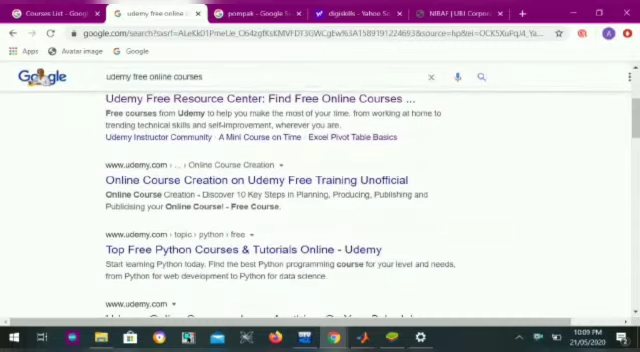 Courses List - G
udemy free online c
pompak - Google S
digiskills - Yahoo Se
NIBAF | UBI Corpor
Apps Avatar image Google
Google
udemy free online courses
Udemy Free Resource Center: Find Free Online Courses ...
Free courses from Udemy to help you make the most of your time. from working at home to
trending technical skills and self-improvement, wherever you are.
Udemy Instructor Community · A Mini Course on Time · Excel Pivot Table Basics
www.udemy.com › ... › Online Course Creation
Online Course Creation on Udemy Free Training Unofficial
Online Course Creation - Discover 10 Key Steps in Planning, Producing, Publishing and
Publicising your Online Course! - Free Course.
www.udemy.com › topic › python › free
Top Free Python Courses & Tutorials Online - Udemy
Start learning Python today. Find the best Python programming course for your level and needs,
from Python for web development to Python for data science.
www.udemy.com
10:09 PM
21/05/2020